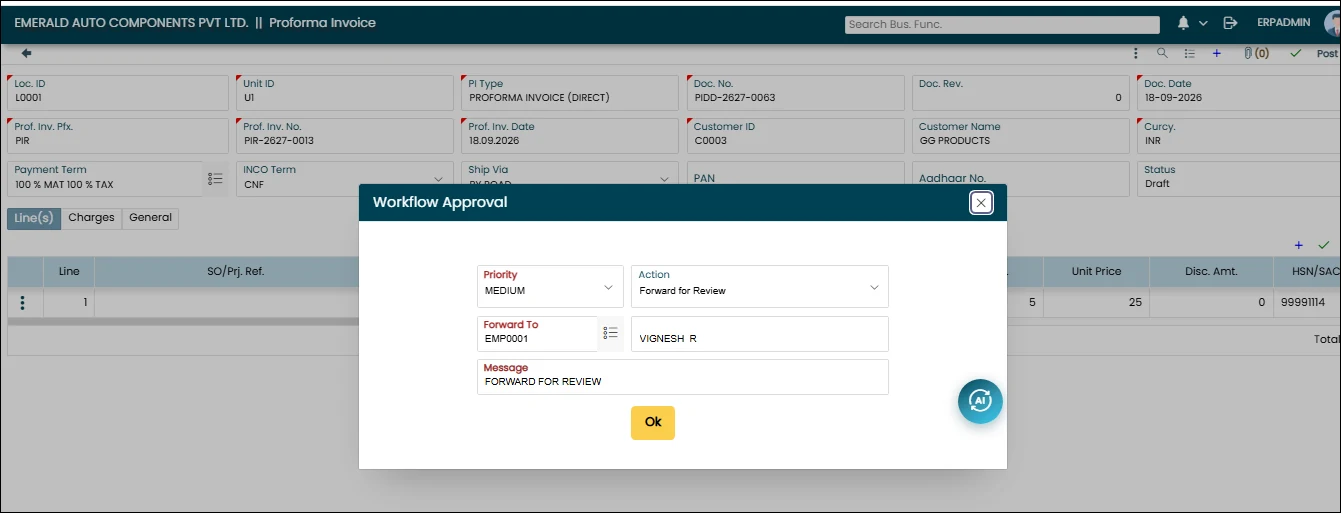 EMERALD AUTO COMPONENTS PVT LTD. || Proforma Invoice
Search Bus. Func.
ERPADMIN
(0)
Post
Loc. ID
L0001
Unit ID
U1
PI Type
PROFORMA INVOICE (DIRECT)
Doc. No.
PIDD-2627-0063
Doc. Rev.
0
Doc. Date
18-09-2026
Prof. Inv. Pfx.
PIR
Prof. Inv. No.
PIR-2627-0013
Prof. Inv. Date
18.09.2026
Customer ID
C0003
Customer Name
GG PRODUCTS
Curcy.
INR
Payment Term
100 % MAT 100 % TAX
INCO Term
CNF
Ship Via
BY ROAD
PAN
Aadhaar No.
Status
Draft
Line(s)
Charges
General
Workflow Approval
Line
SO/Prj. Ref.
Unit Price
Disc. Amt.
HSN/SAC
1
5
25
0
99991114
Total
Priority
MEDIUM
Action
Forward for Review
Forward To
EMP0001
VIGNESH R
Message
FORWARD FOR REVIEW
Ok
AI